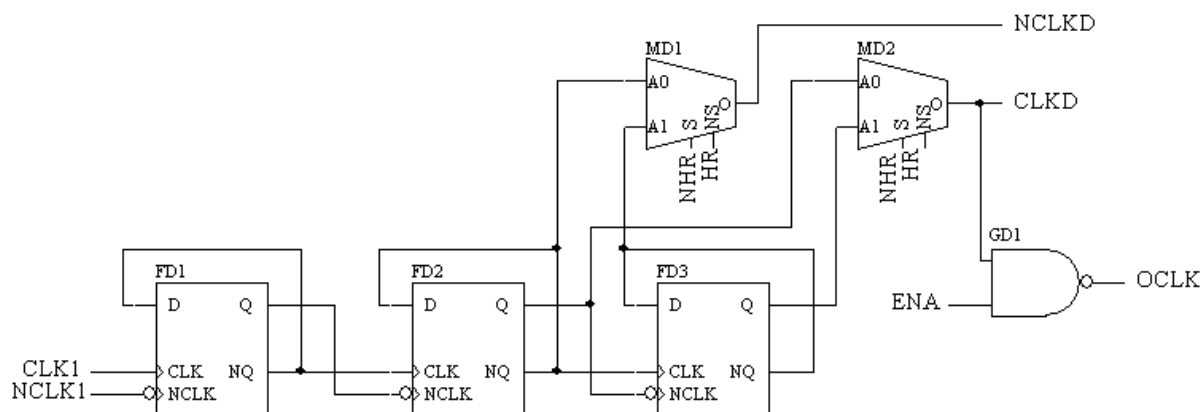 NCLKD
MD1
MD2
A0
A1
S
NS
O
NHR
HR
A0
A1
S
NS
O
NHR
HR
CLKD
GD1
ENA
OCLK
FD1
D
Q
CLK
NQ
NCLK
CLK1
NCLK1
FD2
D
Q
CLK
NQ
NCLK
FD3
D
Q
CLK
NQ
NCLK